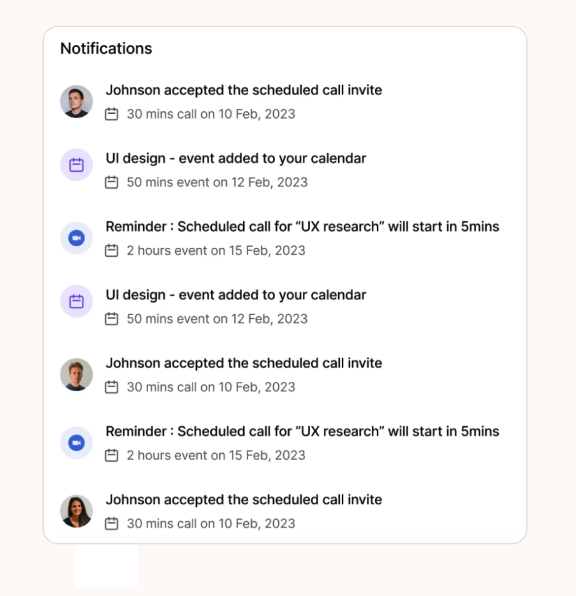 Notifications
Johnson accepted the scheduled call invite
30 mins call on 10 Feb, 2023
UI design - event added to your calendar
50 mins event on 12 Feb, 2023
Reminder : Scheduled call for “UX research” will start in 5mins
2 hours event on 15 Feb, 2023
UI design - event added to your calendar
50 mins event on 12 Feb, 2023
Johnson accepted the scheduled call invite
30 mins call on 10 Feb, 2023
Reminder : Scheduled call for “UX research” will start in 5mins
2 hours event on 15 Feb, 2023
Johnson accepted the scheduled call invite
30 mins call on 10 Feb, 2023